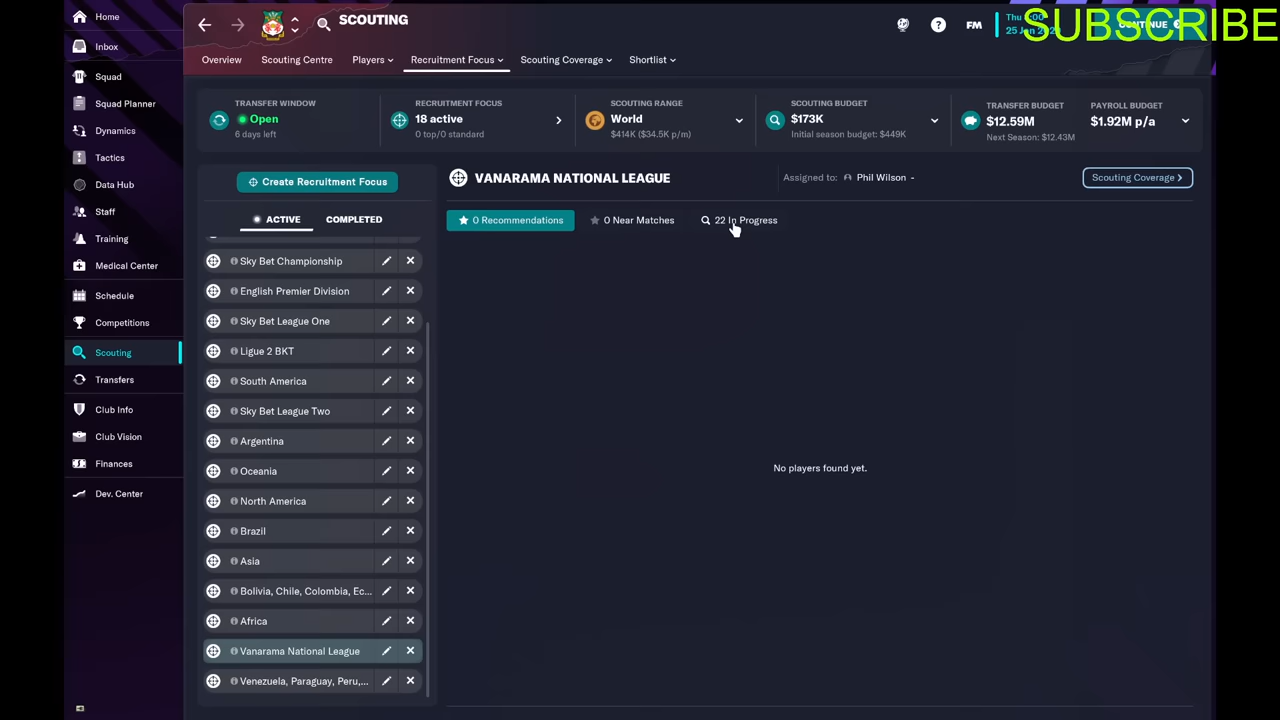 Home
Inbox
Squad
Squad Planner
Dynamics
Tactics
Data Hub
Staff
Training
Medical Center
Schedule
Competitions
Scouting
Transfers
Club Info
Club Vision
Finances
Dev. Center
SCOUTING
FM
CONTINUE
SUBSCRIBE
Overview
Scouting Centre
Players
Recruitment Focus
Scouting Coverage
Shortlist
TRANSFER WINDOW
Open
6 days left
RECRUITMENT FOCUS
18 active
0 top/0 standard
SCOUTING RANGE
World
$414K ($34.5K p/m)
SCOUTING BUDGET
$173K
Initial season budget: $449K
TRANSFER BUDGET
$12.59M
Next Season: $12.43M
PAYROLL BUDGET
$1.92M p/a
Create Recruitment Focus
ACTIVE
COMPLETED
Sky Bet Championship
English Premier Division
Sky Bet League One
Ligue 2 BKT
South America
Sky Bet League Two
Argentina
Oceania
North America
Brazil
Asia
Bolivia, Chile, Colombia, Ec...
Africa
Vanarama National League
Venezuela, Paraguay, Peru,...
VANARAMA NATIONAL LEAGUE
Assigned to: Phil Wilson -
Scouting Coverage
0 Recommendations
0 Near Matches
22 In Progress
No players found yet.